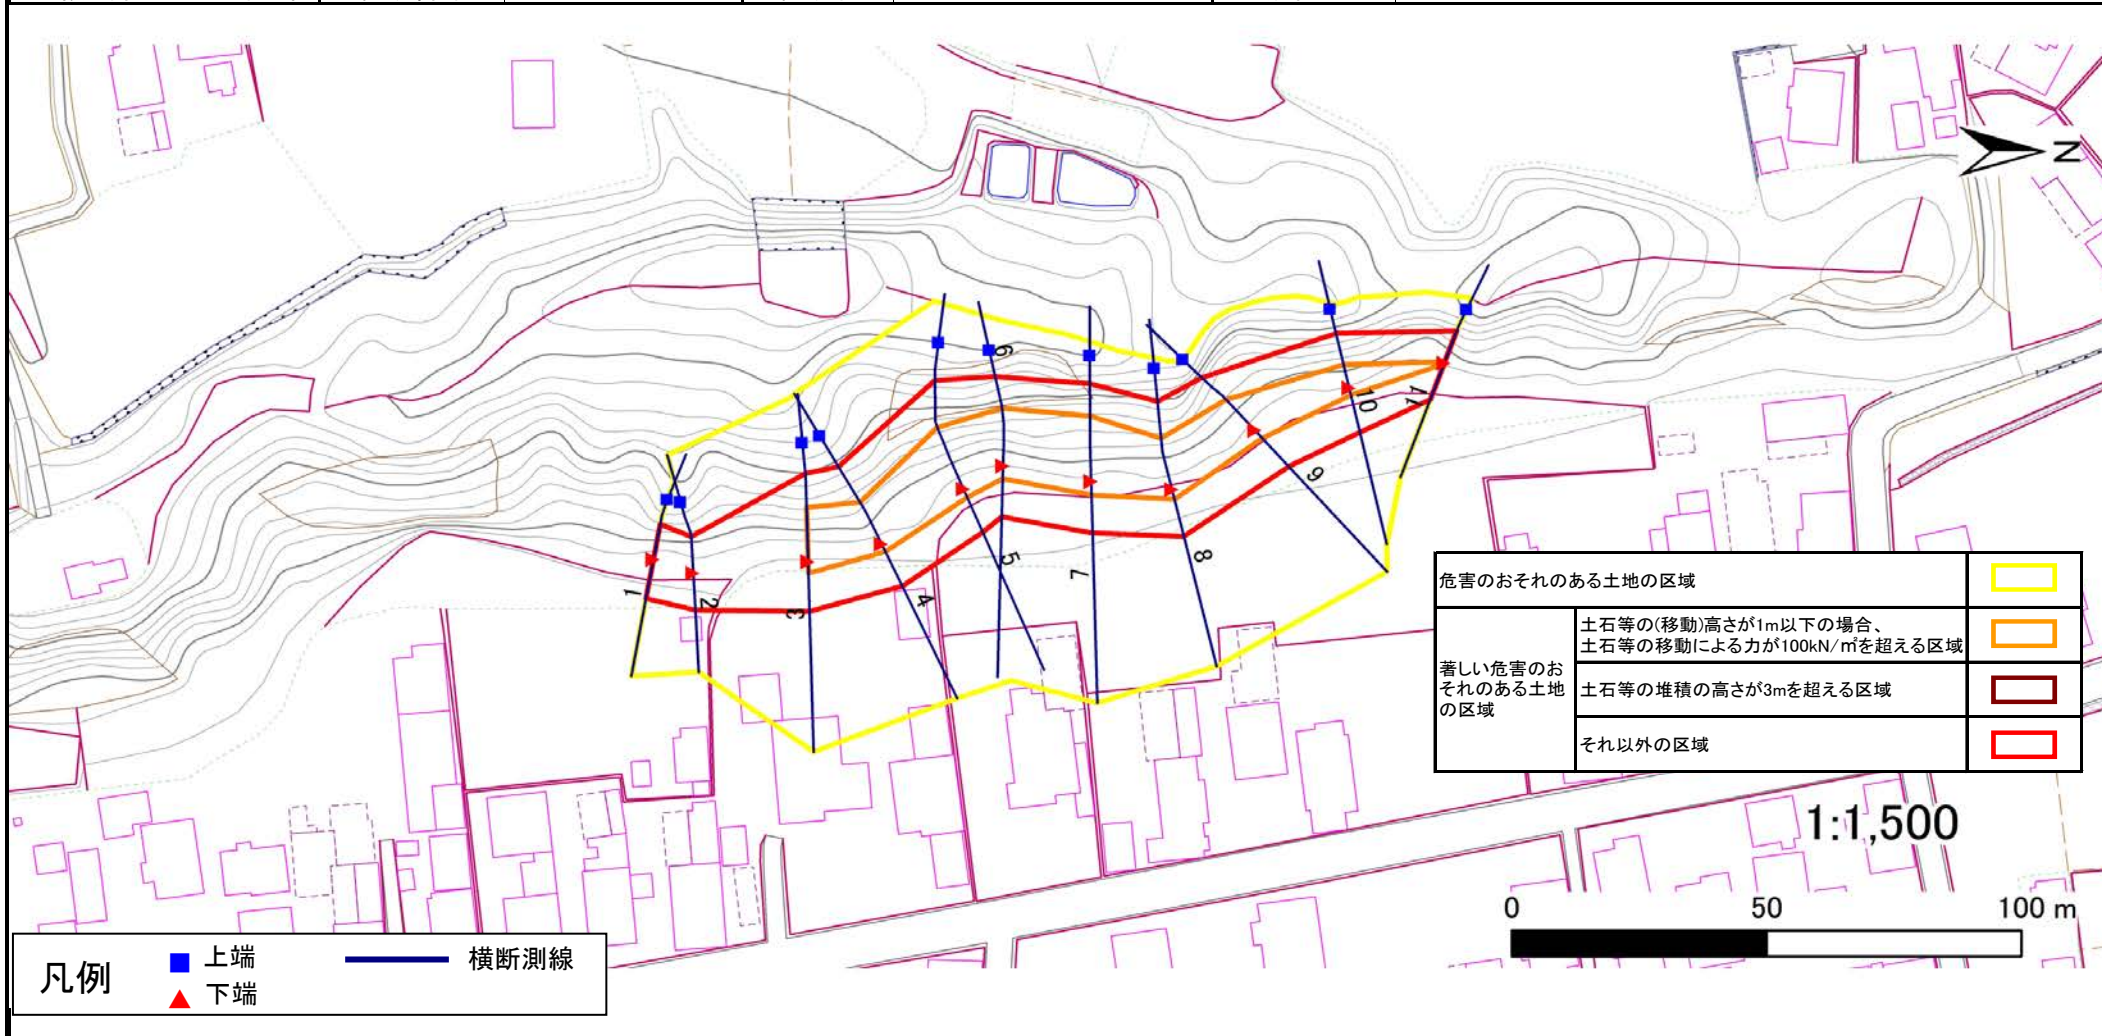 N
6
10
11
9
5
8
7
4
1
2
3
危害のおそれのある土地の区域
著しい危害のお
それのある土地
の区域
土石等の(移動)高さが1m以下の場合、
土石等の移動による力が100kN/㎡を超える区域
土石等の堆積の高さが3mを超える区域
それ以外の区域
1:1,500
0 50 100 m
凡例
上端
下端
横断測線